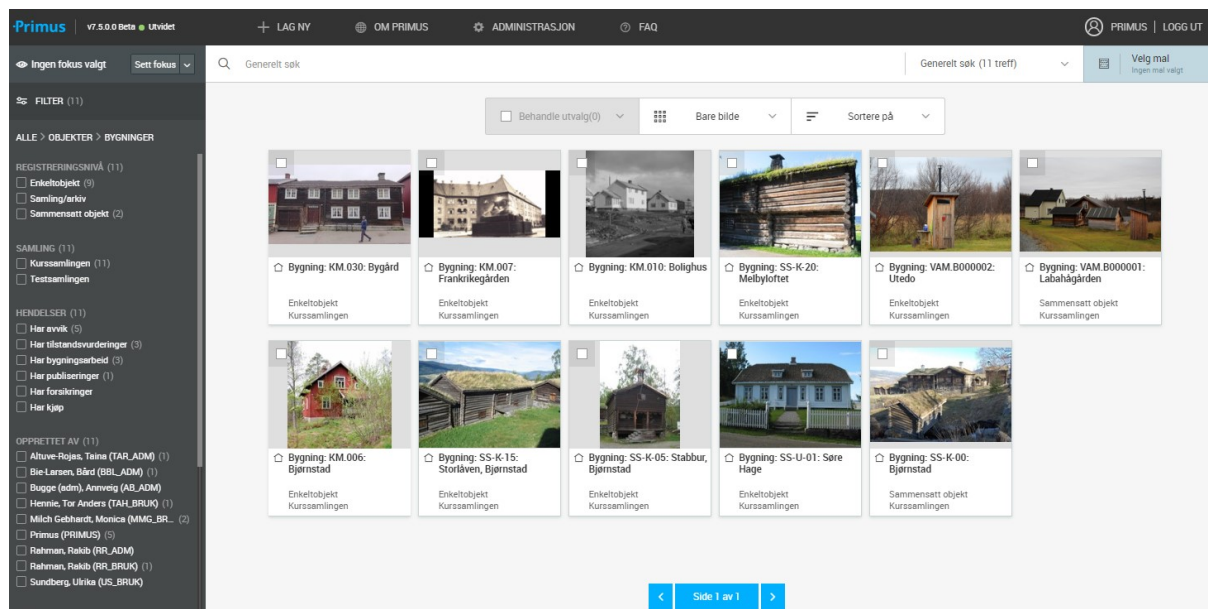 Primus v7.5.0.0 Beta Utvidet
LAG NY
OM PRIMUS
ADMINISTRASJON
FAQ
PRIMUS | LOGG UT
Ingen fokus valgt
Sett fokus
Generelt søk
Generelt søk (11 treff)
Velg mal
Ingen mal valgt
FILTER (11)
ALLE > OBJEKTER > BYGNINGER
REGISTRERINGSNIVÅ (11)
Enkeltobjekt (9)
Samling/arkiv
Sammensatt objekt (2)
SAMLING (11)
Kurssamlingen (11)
Testsamlingen
HENDELSER (11)
Har avvik (5)
Har tilstandsvurderinger (3)
Har bygningsarbeid (3)
Har publiseringer (1)
Har forsikringer
Har kjøp
OPPRETTET AV (11)
Altuve-Rojas, Taina (TAR_ADM) (1)
Bie-Larsen, Bård (BBL_ADM) (1)
Bugge (adm), Annveig (AB_ADM)
Hennie, Tor Anders (TAH_BRUK) (1)
Milch Gebhardt, Monica (MMG_BR... (2)
Primus (PRIMUS) (5)
Rahman, Rakib (RR_ADM)
Rahman, Rakib (RR_BRUK) (1)
Sundberg, Ulrika (US_BRUK)
Behandle utvalg(0)
Bare bilde
Sortere på
Bygning: KM.030: Bygård
Enkeltobjekt
Kurssamlingen
Bygning: KM.007:
Frankrikegården
Enkeltobjekt
Kurssamlingen
Bygning: KM.010: Bolighus
Enkeltobjekt
Kurssamlingen
Bygning: SS-K-20:
Melbyloftet
Enkeltobjekt
Kurssamlingen
Bygning: VAM.B000002:
Utedo
Enkeltobjekt
Kurssamlingen
Bygning: VAM.B000001:
Labahågården
Sammensatt objekt
Kurssamlingen
Bygning: KM.006:
Bjørnstad
Enkeltobjekt
Kurssamlingen
Bygning: SS-K-15:
Storlåven, Bjørnstad
Enkeltobjekt
Kurssamlingen
Bygning: SS-K-05: Stabbur,
Bjørnstad
Enkeltobjekt
Kurssamlingen
Bygning: SS-U-01: Søre
Hage
Enkeltobjekt
Kurssamlingen
Bygning: SS-K-00:
Bjørnstad
Sammensatt objekt
Kurssamlingen
< Side 1 av 1 >